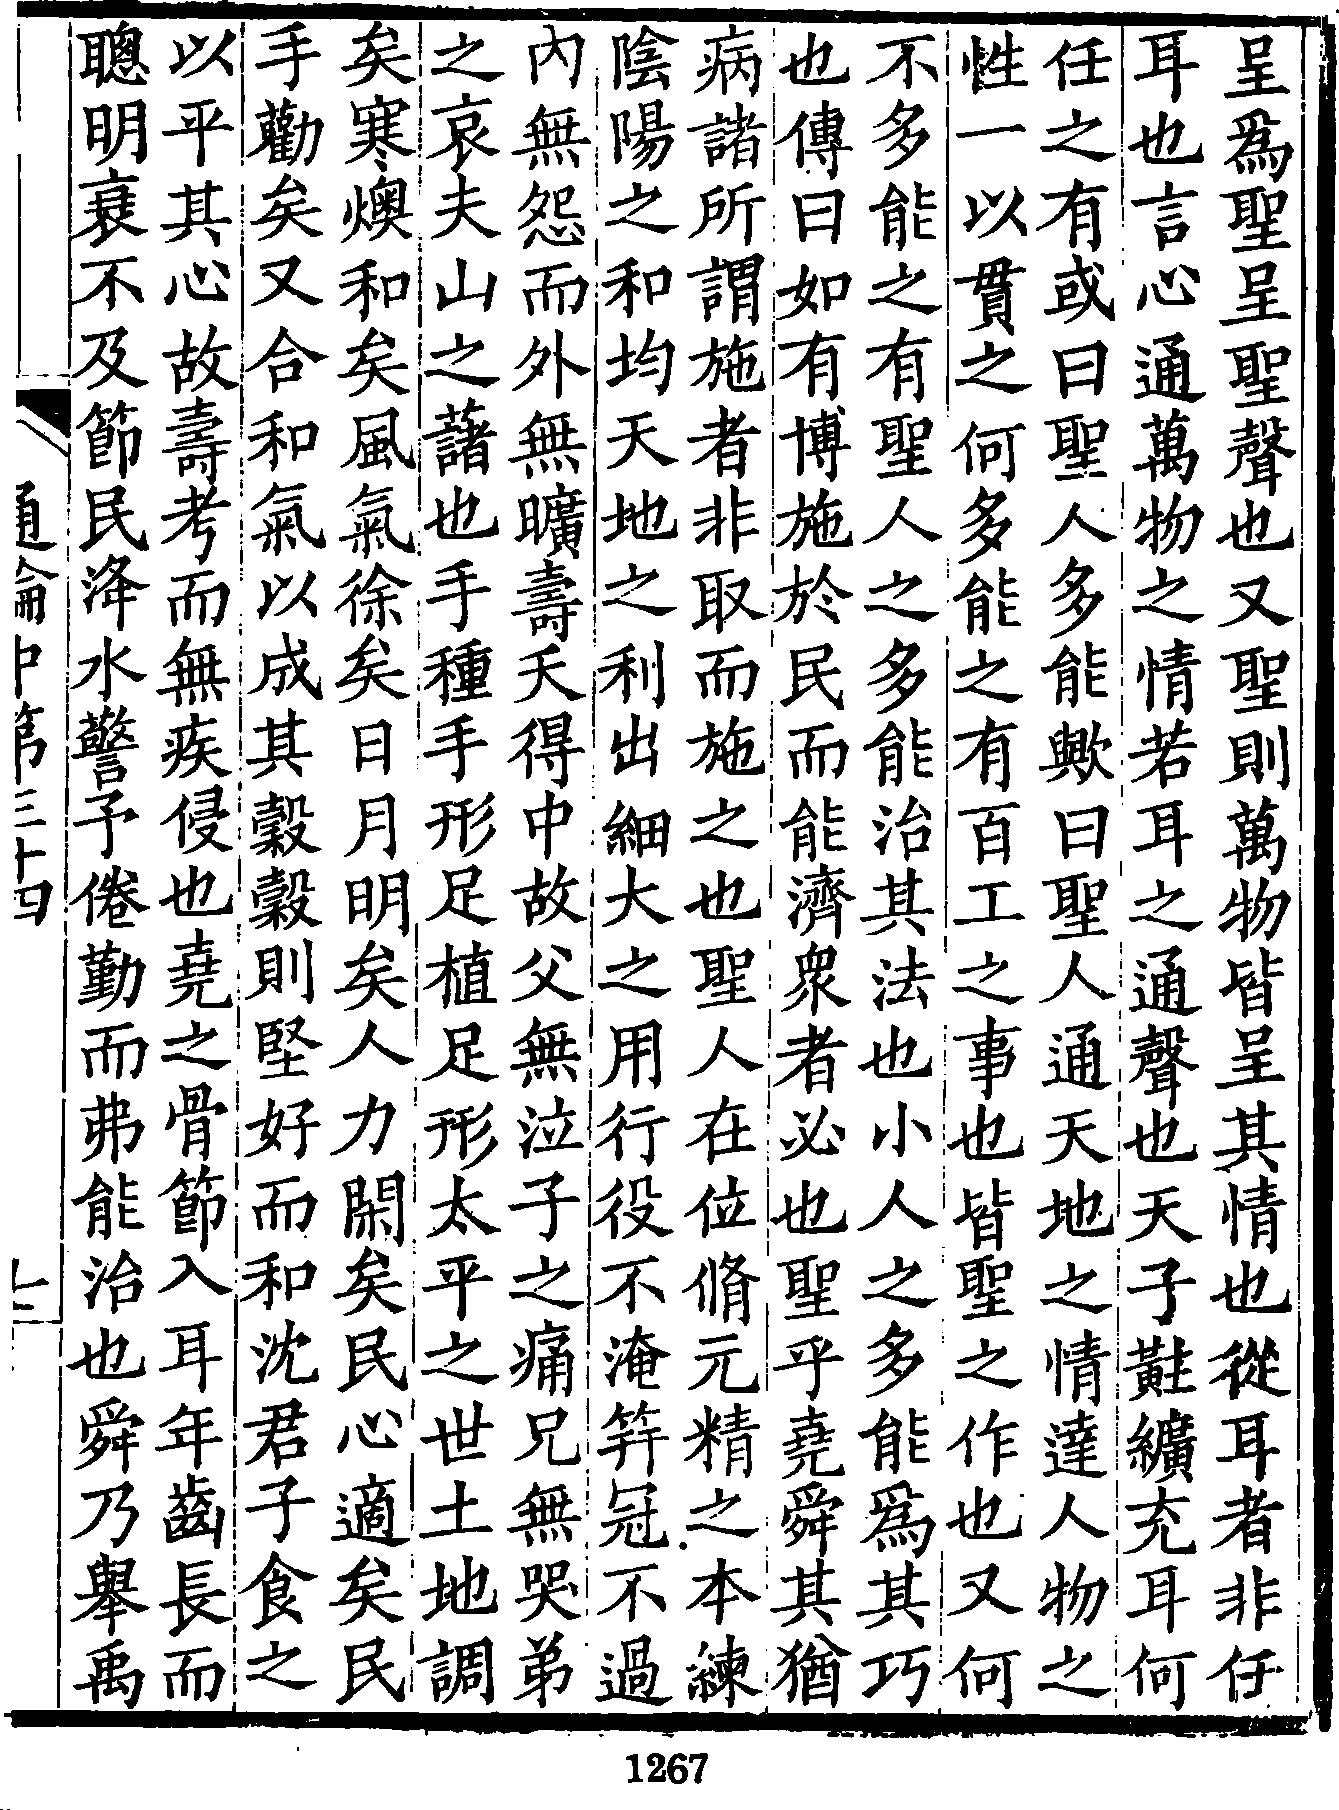 呈爲聖呈聖聲也又聖則萬物皆呈其情也從耳者非任
耳也言心通萬物之情若耳之通聲也天子黈纊充耳何
任之有或曰聖人多能歟曰聖人通天地之情達人物之
性一以貫之何多能之有百工之事也皆聖之作也又何
不多能之有聖人之多能治其法也小人之多能爲其巧
也傳曰如有博施於民而能濟衆者必也聖乎堯舜其猶
病諸所謂施者非取而施之也聖人在位脩元精之本練
陰陽之和均天地之利出細大之用行役不淹筓冠不過
內無怨而外無曠壽夭得中故父無泣子之痛兄無哭弟
之哀夫山之藷也手種手形足植足形太平之世土地調
矣寒燠和矣風氣徐矣日月明矣人力閑矣民心適矣民
手勸矣又合和氣以成其穀穀則堅好而和沈君子食之
以平其心故壽考而無疾侵也堯之骨節入耳年齒長而
聰明衰不及節民洚水警予倦勤而弗能治也舜乃舉禹
通論中第三十四
1267